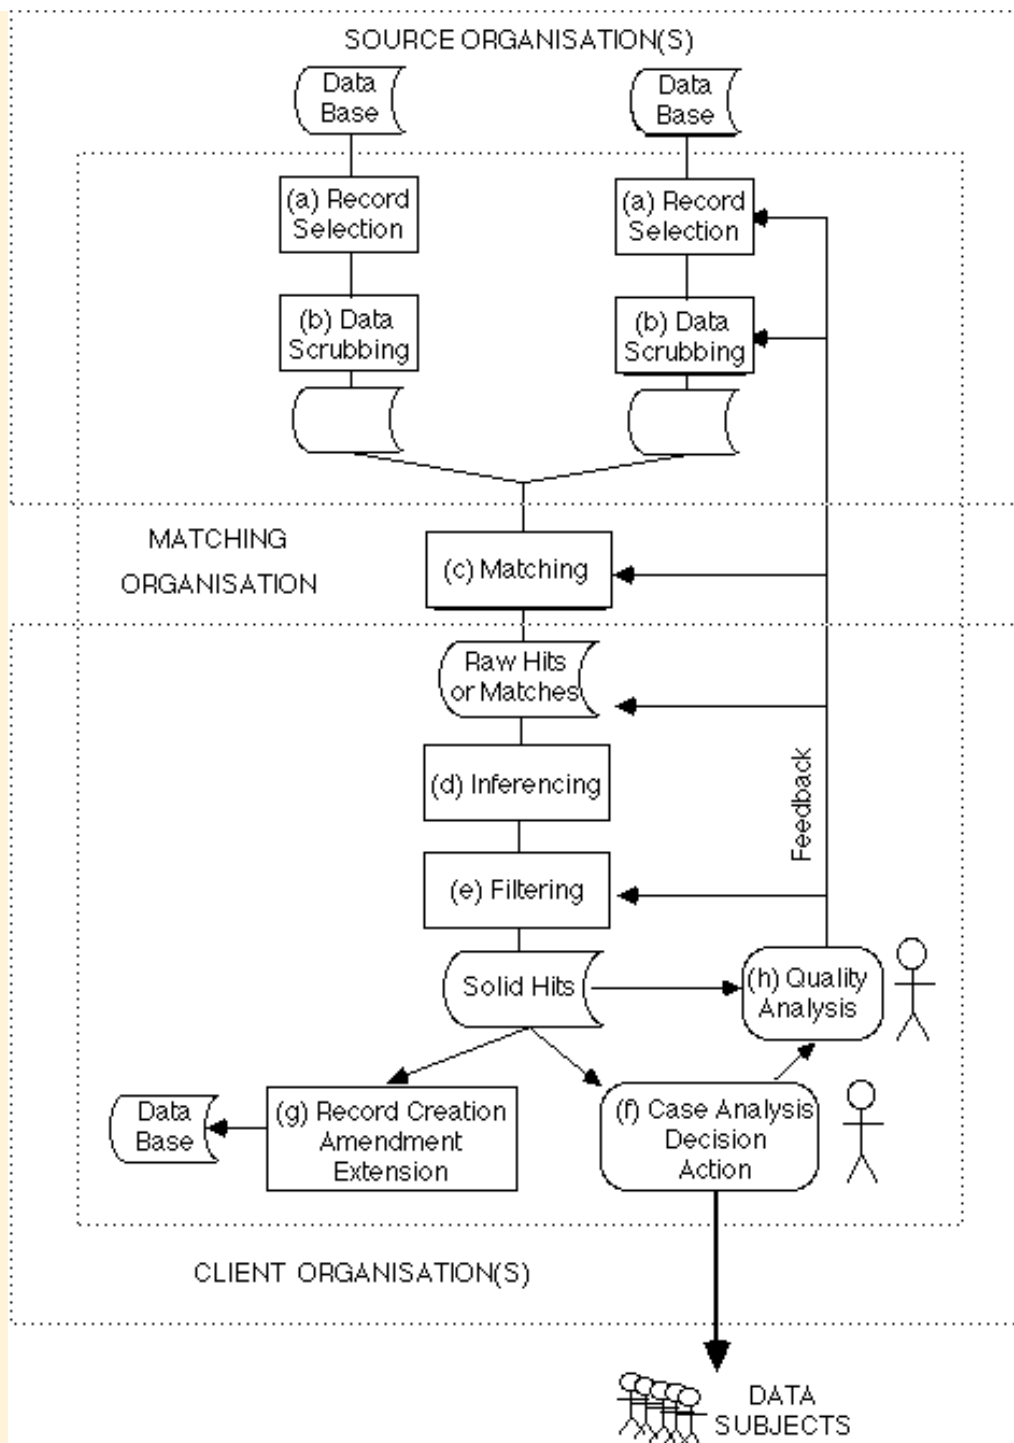 SOURCE ORGANISATION(S)
Data
Base
Data
Base
(a) Record
Selection
(a) Record
Selection
(b) Data
Scrubbing
(b) Data
Scrubbing
MATCHING
ORGANISATION
(c) Matching
Raw Hits
or Matches
(d) Inferencing
Feedback
(e) Filtering
Solid Hits
(h) Quality
Analysis
Data
Base
(g) Record Creation
Amendment
Extension
(f) Case Analysis
Decision
Action
CLIENT ORGANISATION(S)
DATA
SUBJECTS